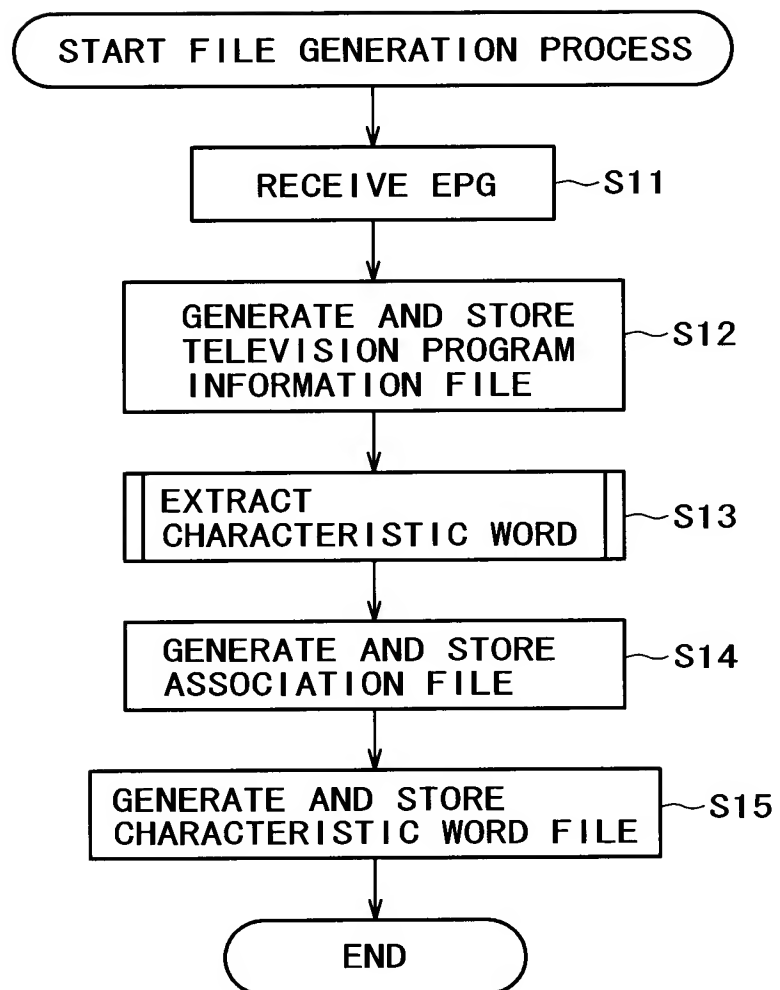 START FILE GENERATION PROCESS
RECEIVE EPG
S11
GENERATE AND STORE
TELEVISION PROGRAM
INFORMATION FILE
S12
EXTRACT
CHARACTERISTIC WORD
S13
GENERATE AND STORE
ASSOCIATION FILE
S14
GENERATE AND STORE
CHARACTERISTIC WORD FILE
S15
END